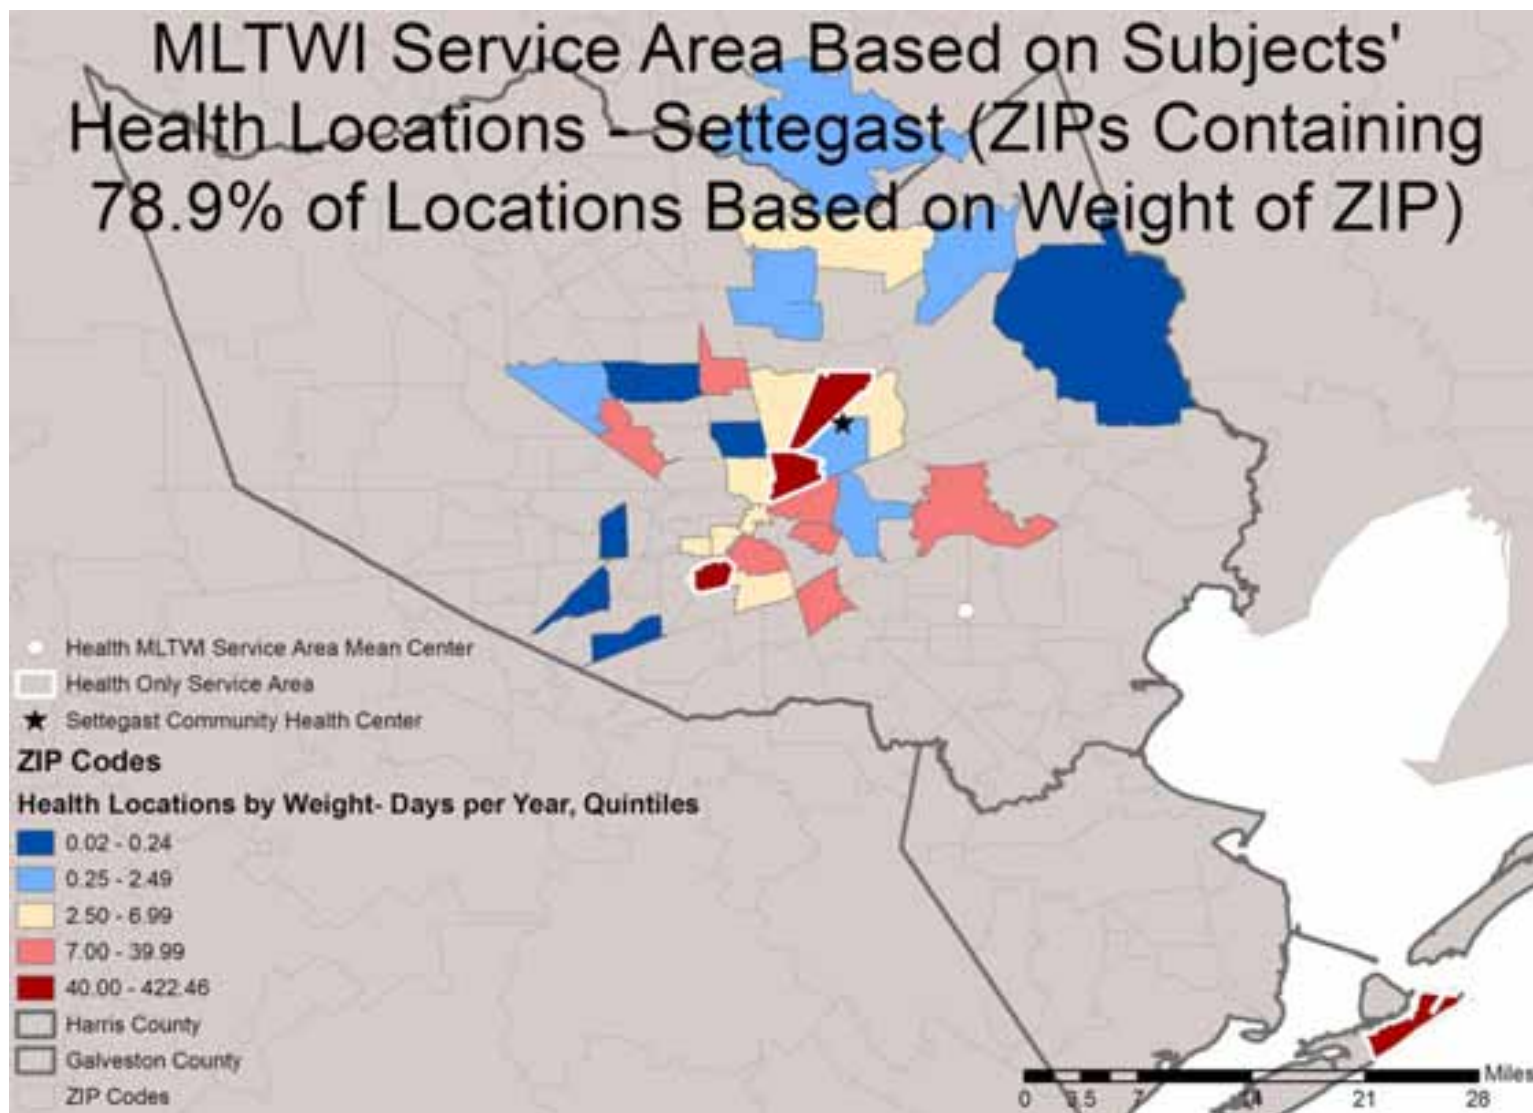 MLTWI Service Area Based on Subjects'
Health Locations - Settegast (ZIPs Containing
78.9% of Locations Based on Weight of ZIP)
Health MLTWI Service Area Mean Center
Health Only Service Area
Settegast Community Health Center
ZIP Codes
Health Locations by Weight- Days per Year, Quintiles
0.02 - 0.24
0.25 - 2.49
2.50 - 6.99
7.00 - 39.99
40.00 - 422.46
Harris County
Galveston County
ZIP Codes
Miles
0 3.5 7 14 21 28